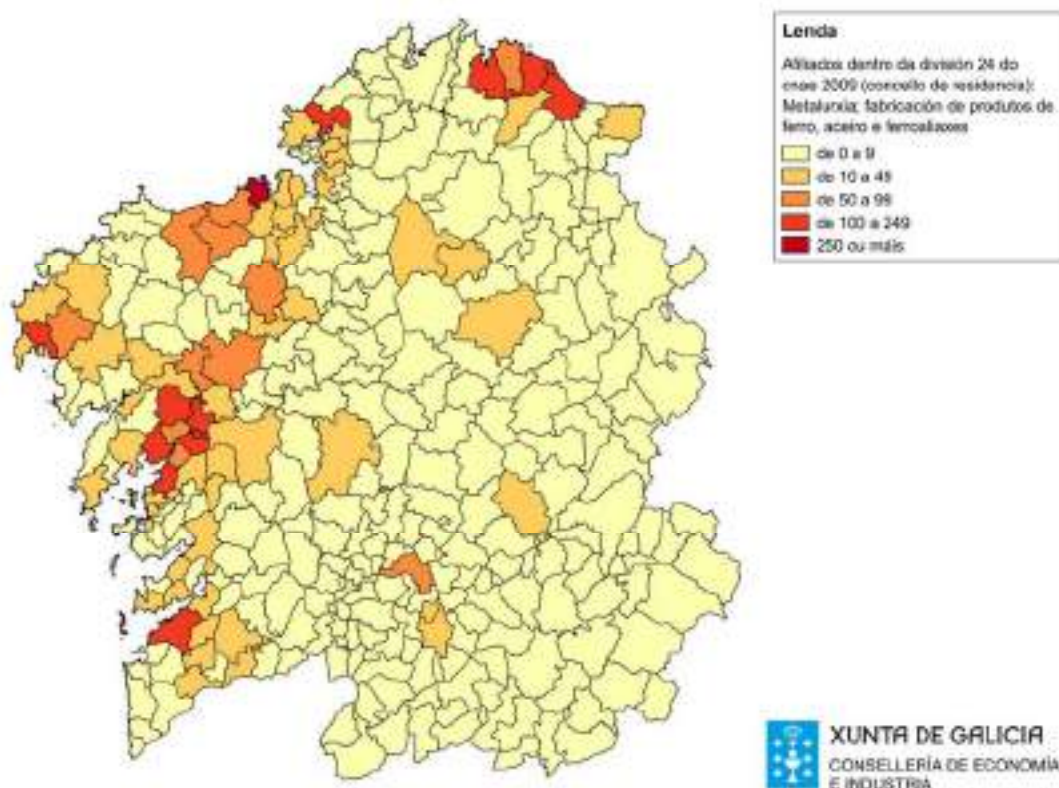 Lenda
Afiliados dentro da división 24 do
cnae 2009 (concello de residencia):
Metalurxia; fabricación de produtos de
ferro, aceiro e ferroaliaxes
de 0 a 9
de 10 a 49
de 50 a 99
de 100 a 249
250 ou máis
XUNTA DE GALICIA
CONSELLERÍA DE ECONOMÍA
E INDUSTRIA